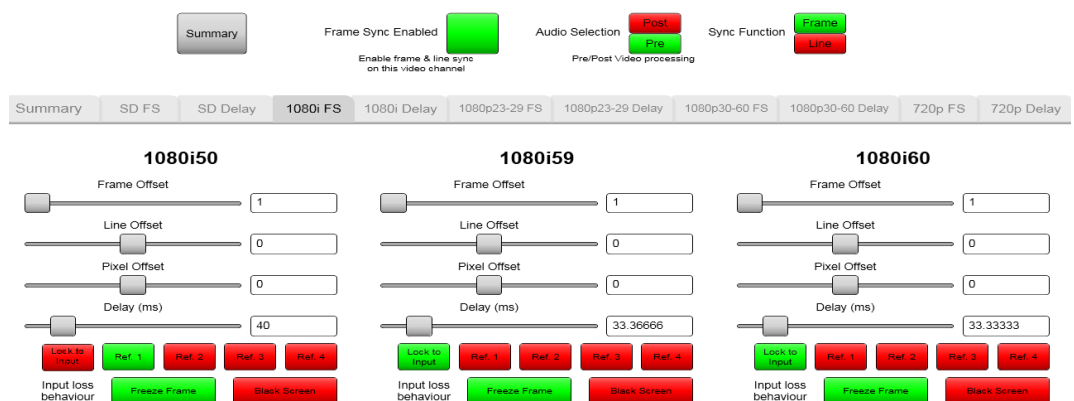 Summary
Frame Sync Enabled
Enable frame & line sync
on this video channel
Audio Selection
Post
Pre
Pre/Post Video processing
Sync Function
Frame
Line
Summary SD FS SD Delay 1080i FS 1080i Delay 1080p23-29 FS 1080p23-29 Delay 1080p30-60 FS 1080p30-60 Delay 720p FS 720p Delay
1080i50 1080i59 1080i60
Frame Offset Frame Offset Frame Offset
1 1 1
Line Offset Line Offset Line Offset
0 0 0
Pixel Offset Pixel Offset Pixel Offset
0 0 0
Delay (ms) Delay (ms) Delay (ms)
40 33.36666 33.33333
Lock to Lock to Lock to
Input Ref. 1 Ref. 2 Ref. 3 Ref. 4 Input Ref. 1 Ref. 2 Ref. 3 Ref. 4 Input Ref. 1 Ref. 2 Ref. 3 Ref. 4
Input loss Input loss Input loss
behaviour Freeze Frame Black Screen behaviour Freeze Frame Black Screen behaviour Freeze Frame Black Screen